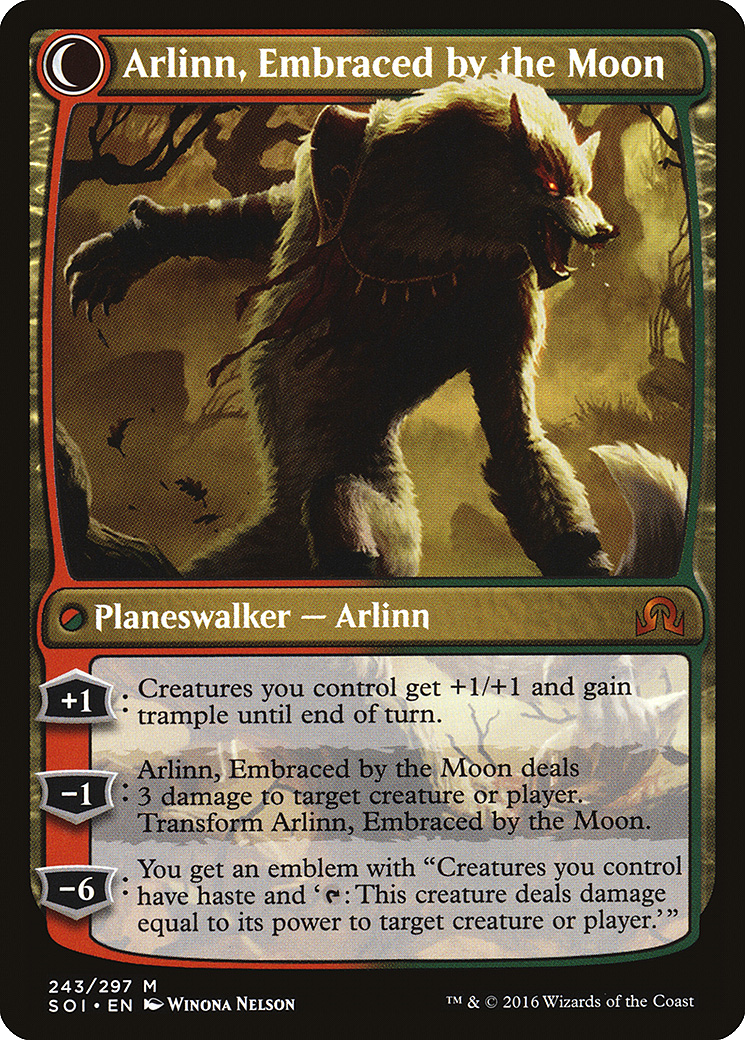 Arlinn, Embraced by the Moon
Planeswalker — Arlinn
+1 : Creatures you control get +1/+1 and gain
trample until end of turn.
Arlinn, Embraced by the Moon deals
−1 : 3 damage to target creature or player.
Transform Arlinn, Embraced by the Moon.
−6 : You get an emblem with “Creatures you control
have haste and ‘: This creature deals damage
equal to its power to target creature or player.’”
243/297 M
SOI • EN Winona Nelson
™ & © 2016 Wizards of the Coast